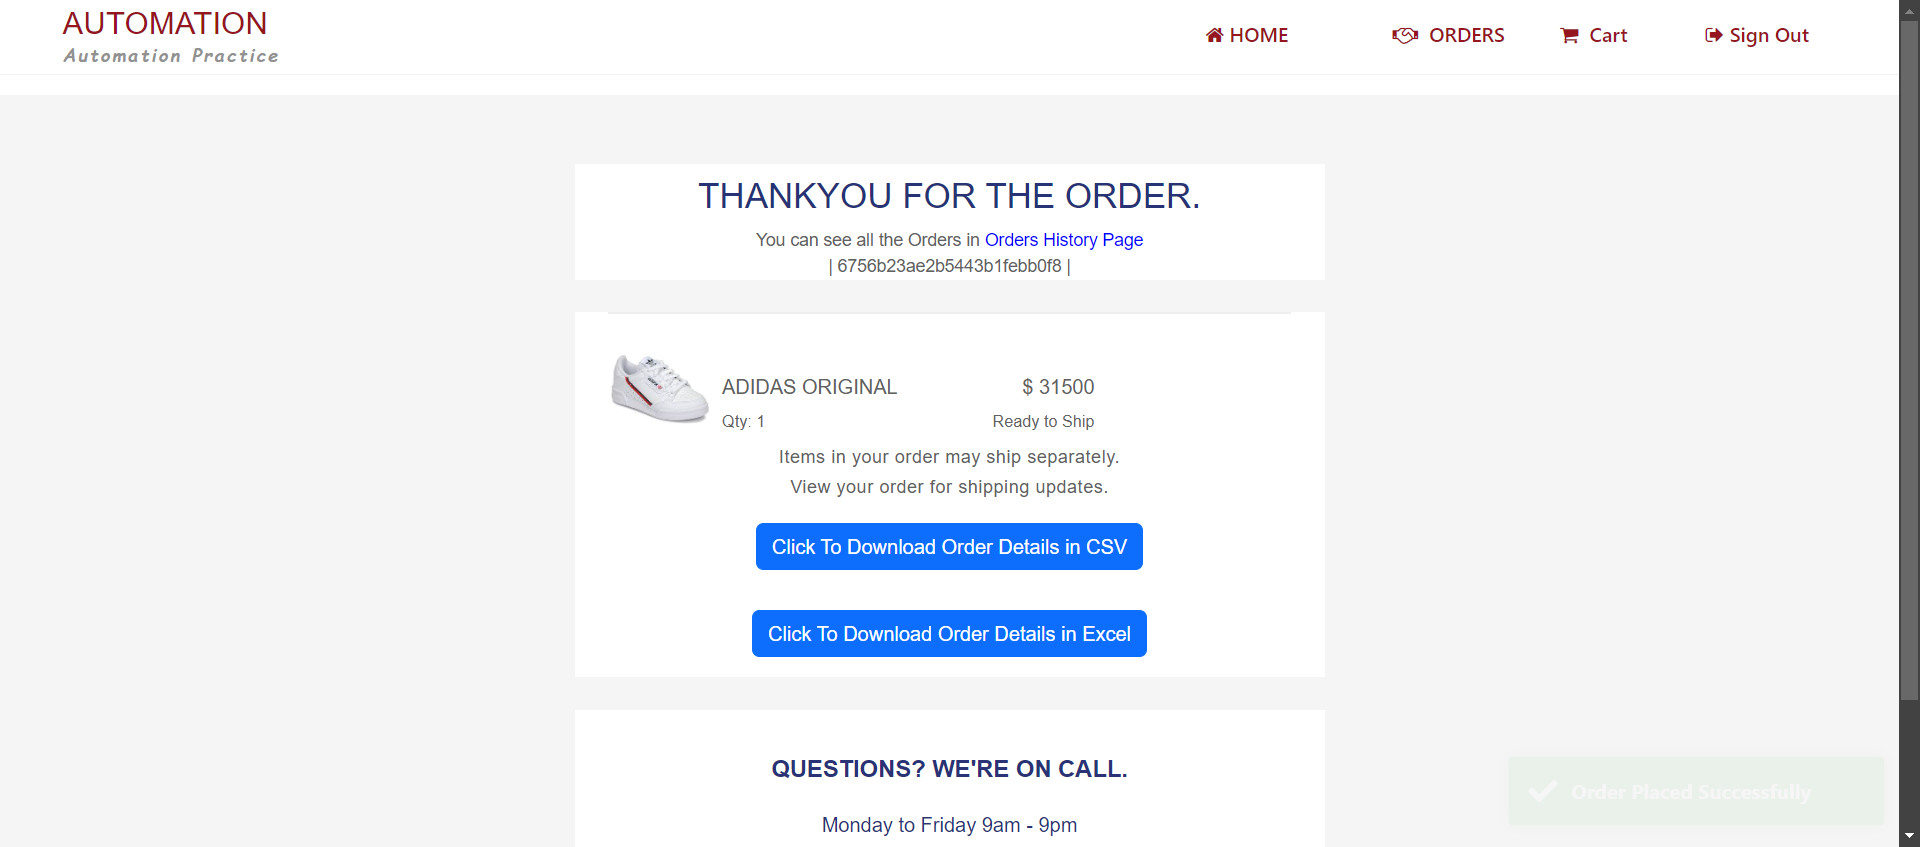 AUTOMATION
Automation Practice
HOME
ORDERS
Cart
Sign Out
THANKYOU FOR THE ORDER.
You can see all the Orders in Orders History Page
| 6756b23ae2b5443b1febb0f8 |
ADIDAS ORIGINAL
$ 31500
Qty: 1
Ready to Ship
Items in your order may ship separately.
View your order for shipping updates.
Click To Download Order Details in CSV
Click To Download Order Details in Excel
QUESTIONS? WE'RE ON CALL.
Monday to Friday 9am - 9pm
Order Placed Successfully